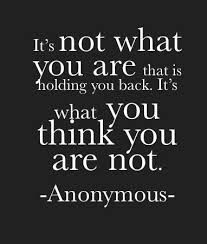 It's not what
you are that is
holding you back. It's
what you
think you
are not.
-Anonymous-